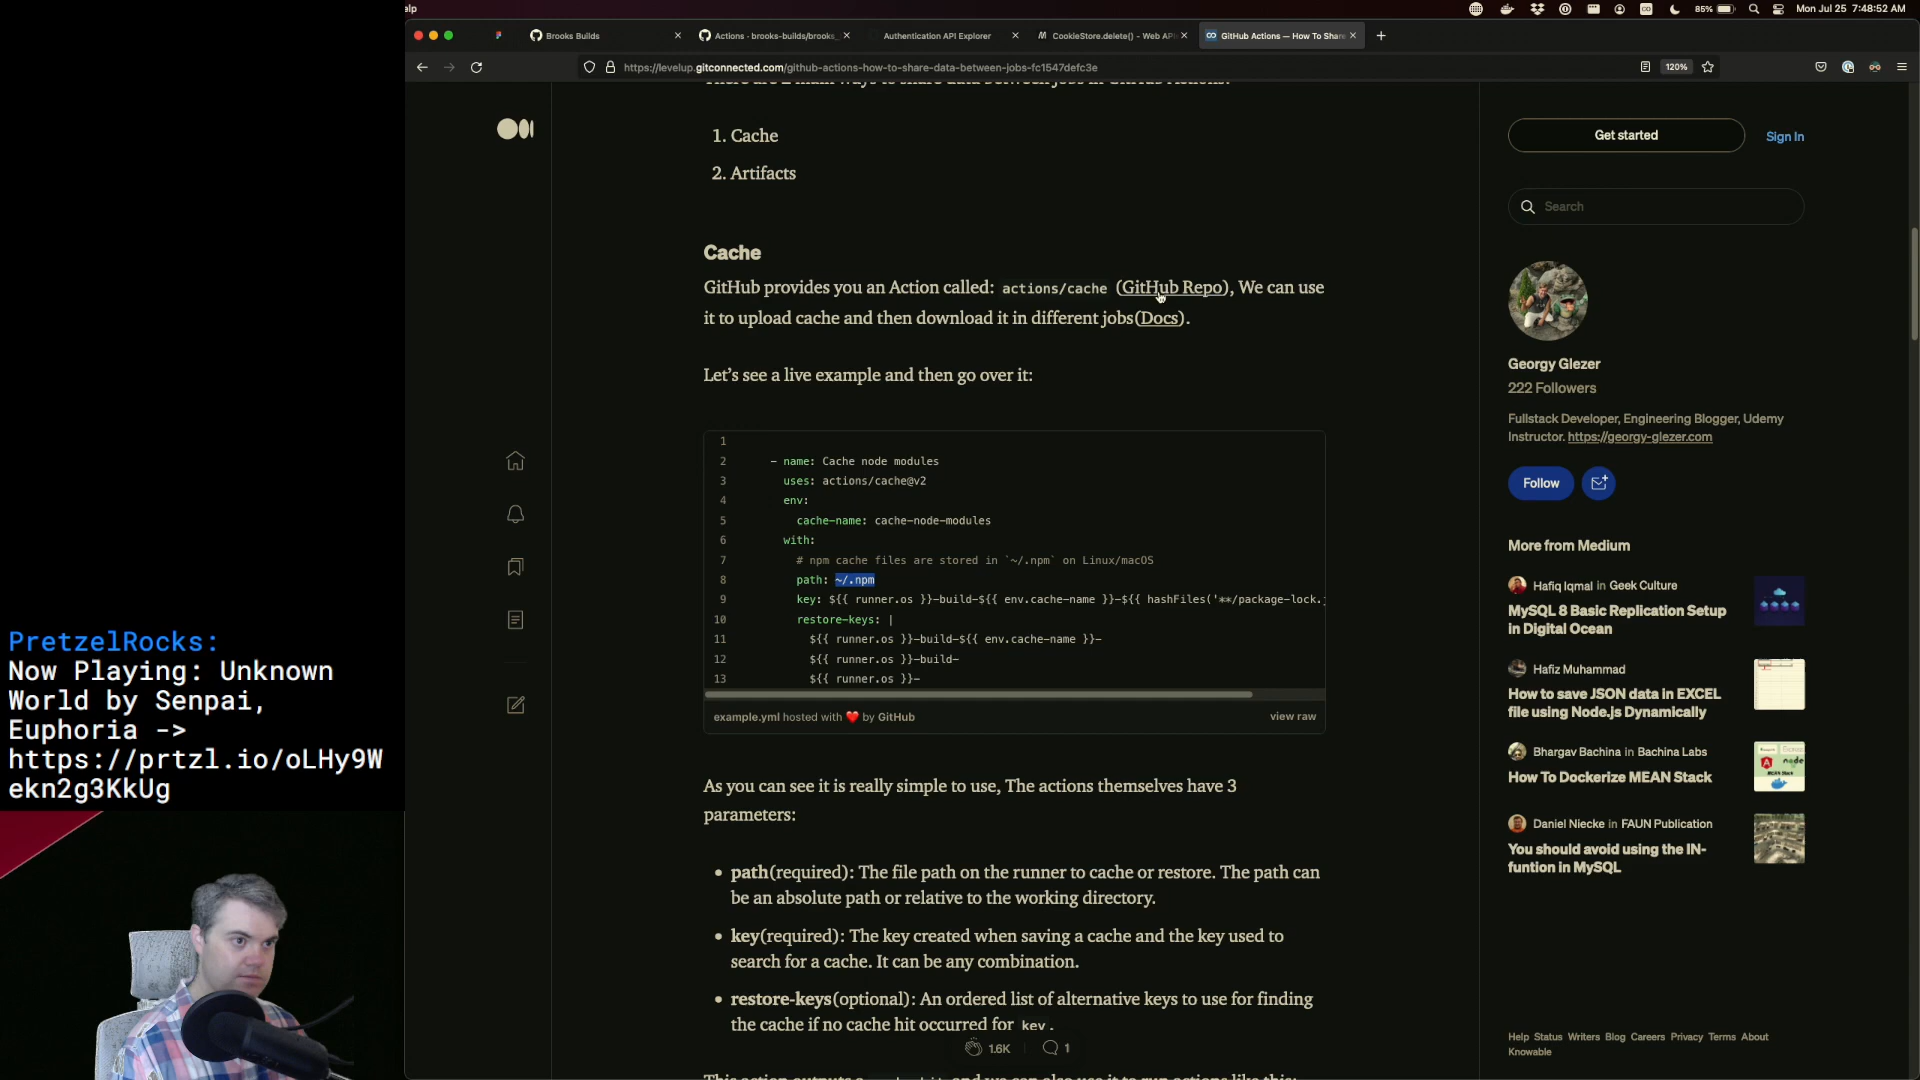 elp
85%
Mon Jul 25 7:48:52 AM
Brooks Builds
Actions · brooks-builds/brooks_
Authentication API Explorer
CookieStore.delete() - Web API
GitHub Actions — How To Share
https://levelup.gitconnected.com/github-actions-how-to-share-data-between-jobs-fc1547defc3e
120%
There are 2 main ways to share data between jobs in GitHub Actions:
1. Cache
2. Artifacts
Cache
GitHub provides you an Action called: actions/cache (GitHub Repo), We can use
it to upload cache and then download it in different jobs(Docs).
Let’s see a live example and then go over it:
1
2 - name: Cache node modules
3 uses: actions/cache@v2
4 env:
5 cache-name: cache-node-modules
6 with:
7 # npm cache files are stored in `~/.npm` on Linux/macOS
8 path: ~/.npm
9 key: ${{ runner.os }}-build-${{ env.cache-name }}-${{ hashFiles('**/package-lock.j
10 restore-keys: |
11 ${{ runner.os }}-build-${{ env.cache-name }}-
12 ${{ runner.os }}-build-
13 ${{ runner.os }}-
example.yml hosted with ❤ by GitHub
view raw
As you can see it is really simple to use, The actions themselves have 3
parameters:
• path(required): The file path on the runner to cache or restore. The path can
be an absolute path or relative to the working directory.
• key(required): The key created when saving a cache and the key used to
search for a cache. It can be any combination.
• restore-keys(optional): An ordered list of alternative keys to use for finding
the cache if no cache hit occurred for key.
1.6K
1
Get started
Sign In
Search
Georgy Glezer
222 Followers
Fullstack Developer, Engineering Blogger, Udemy
Instructor. https://georgy-glezer.com
Follow
More from Medium
Hafiq Iqmal in Geek Culture
MySQL 8 Basic Replication Setup
in Digital Ocean
Hafiz Muhammad
How to save JSON data in EXCEL
file using Node.js Dynamically
Bhargav Bachina in Bachina Labs
How To Dockerize MEAN Stack
Daniel Niecke in FAUN Publication
You should avoid using the IN-
funtion in MySQL
Help Status Writers Blog Careers Privacy Terms About
Knowable
PretzelRocks:
Now Playing: Unknown
World by Senpai,
Euphoria ->
https://prtzl.io/oLHy9W
ekn2g3KkUg